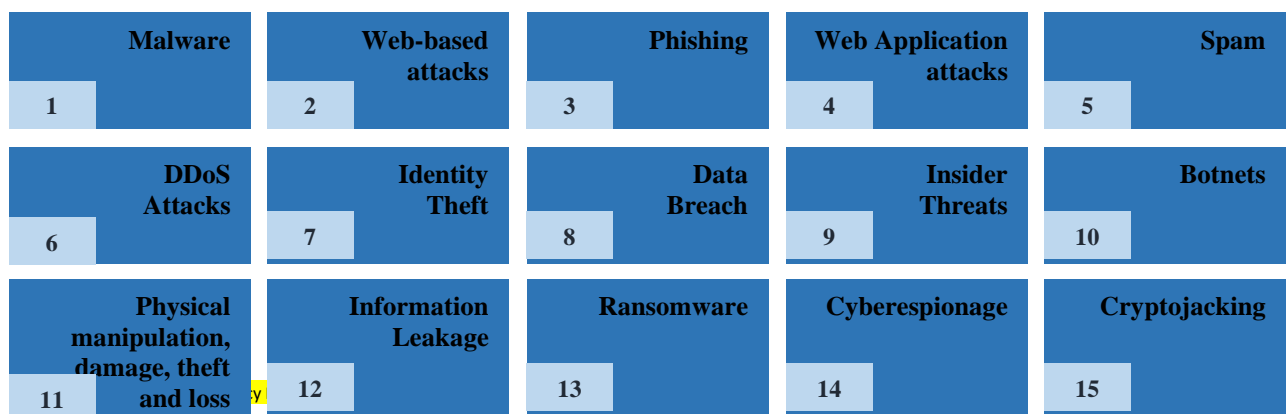 Malware
1
Web-based
attacks
2
Phishing
3
Web Application
attacks
4
Spam
5
DDoS
Attacks
6
Identity
Theft
7
Data
Breach
8
Insider
Threats
9
Botnets
10
Physical
manipulation,
damage, theft
and loss
11
Information
Leakage
12
Ransomware
13
Cyberespionage
14
Cryptojacking
15